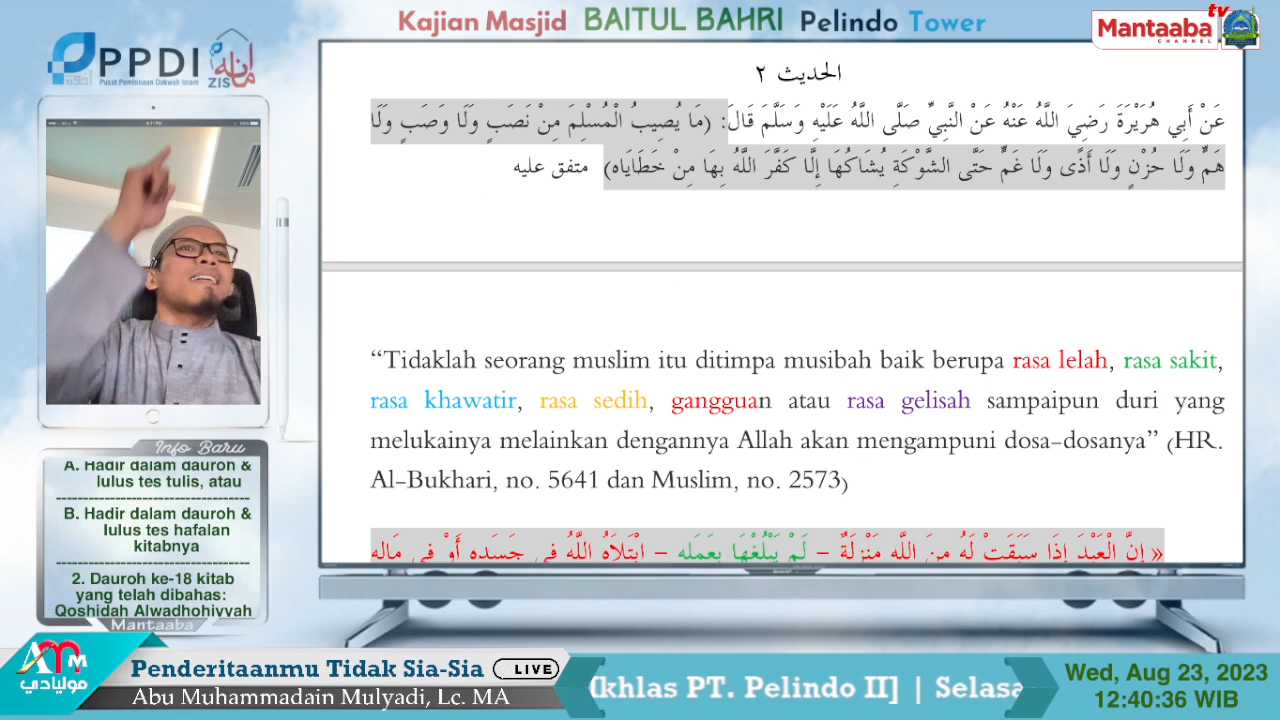 Kajian Masjid BAITUL BAHRI Pelindo Tower
Mantaaba tv
CHANNEL
PPDI
Pusat Pembinaan Dakwah Islam
ZIS
الحديث ٢
عَنْ أَبِي هُرَيْرَةَ رَضِيَ اللَّهُ عَنْهُ عَنْ النَّبِيِّ صَلَّى اللَّهُ عَلَيْهِ وَسَلَّمَ قَالَ: (مَا يُصِيبُ الْمُسْلِمَ مِنْ نَصَبٍ وَلَا وَصَبٍ وَلَا
هَمٍّ وَلَا حُزْنٍ وَلَا أَذًى وَلَا غَمٍّ حَتَّى الشَّوْكَةِ يُشَاكُهَا إِلَّا كَفَّرَ اللَّهُ بِهَا مِنْ خَطَايَاه) متفق عليه
“Tidaklah seorang muslim itu ditimpa musibah baik berupa rasa lelah, rasa sakit,
rasa khawatir, rasa sedih, gangguan atau rasa gelisah sampaipun duri yang
melukainya melainkan dengannya Allah akan mengampuni dosa-dosanya” (HR.
Al-Bukhari, no. 5641 dan Muslim, no. 2573)
« إِنَّ الْعَبْدَ إِذَا سَبَقَتْ لَهُ مِنَ اللَّهِ مَنْزِلَةٌ – لَمْ يَبْلُغْهَا بِعَمَلِهِ – ابْتَلاَهُ اللَّهُ فِى جَسَدِهِ أَوْ فِى مَالِهِ
Info Baru
A. Hadir dalam dauroh &
lulus tes tulis, atau
B. Hadir dalam dauroh &
lulus tes hafalan
kitabnya
2. Dauroh ke-18 kitab
yang telah dibahas:
Qoshidah Alwadhohiyyah
Mantaaba
موليادي
Penderitaanmu Tidak Sia-Sia
LIVE
Abu Muhammadain Mulyadi, Lc. MA
Ikhlas PT. Pelindo II] | Selasa
Wed, Aug 23, 2023
12:40:36 WIB